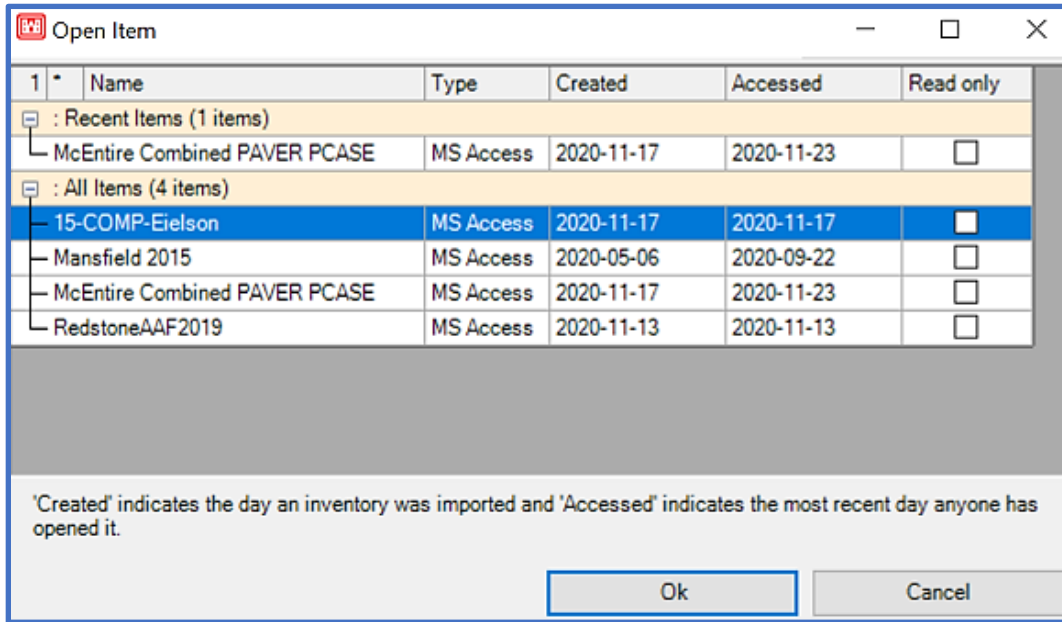 Open Item
1 * Name Type Created Accessed Read only
: Recent Items (1 items)
McEntire Combined PAVER PCASE MS Access 2020-11-17 2020-11-23
: All Items (4 items)
15-COMP-Eielson MS Access 2020-11-17 2020-11-17
Mansfield 2015 MS Access 2020-05-06 2020-09-22
McEntire Combined PAVER PCASE MS Access 2020-11-17 2020-11-23
RedstoneAAF2019 MS Access 2020-11-13 2020-11-13
'Created' indicates the day an inventory was imported and 'Accessed' indicates the most recent day anyone has
opened it.
Ok Cancel